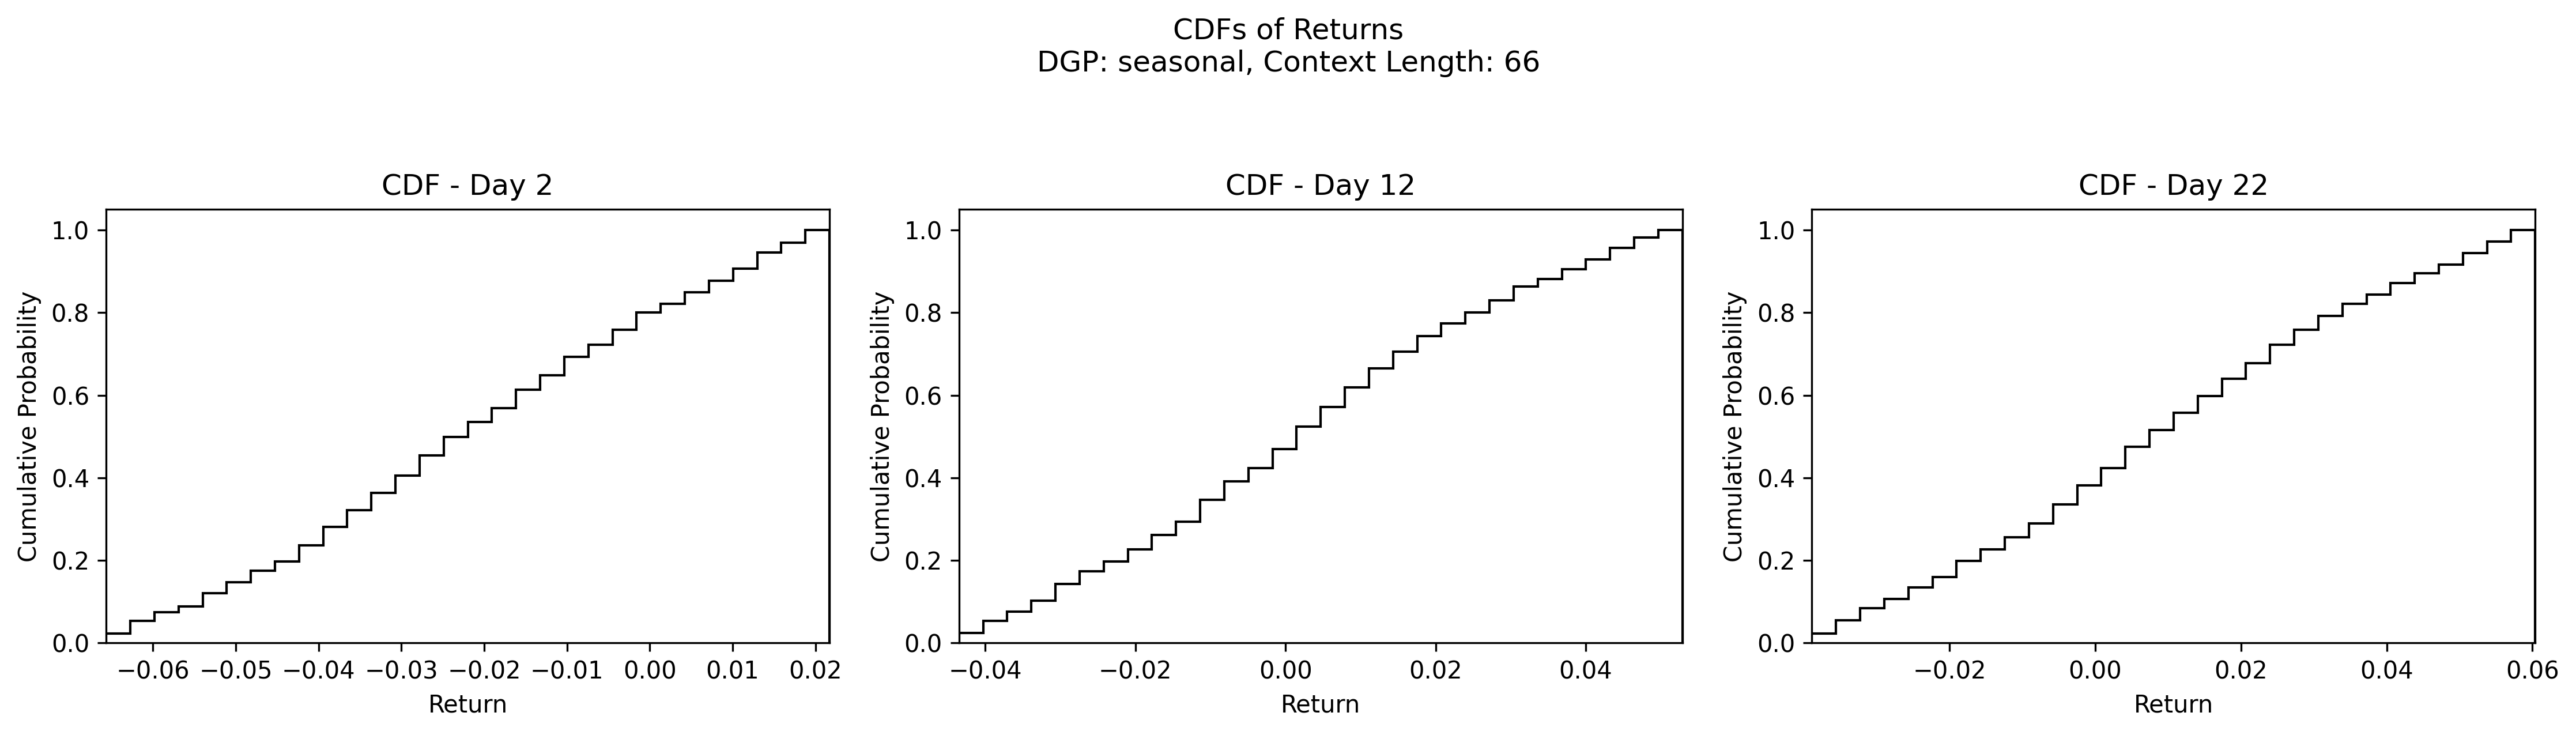 CDFs of Returns
DGP: seasonal, Context Length: 66
CDF - Day 2
1.0
0.8
0.6
0.4
0.2
0.0
Cumulative Probability
−0.06 −0.05 −0.04 −0.03 −0.02 −0.01 0.00 0.01 0.02
Return
CDF - Day 12
1.0
0.8
0.6
0.4
0.2
0.0
Cumulative Probability
−0.04 −0.02 0.00 0.02 0.04
Return
CDF - Day 22
1.0
0.8
0.6
0.4
0.2
0.0
Cumulative Probability
−0.02 0.00 0.02 0.04 0.06
Return